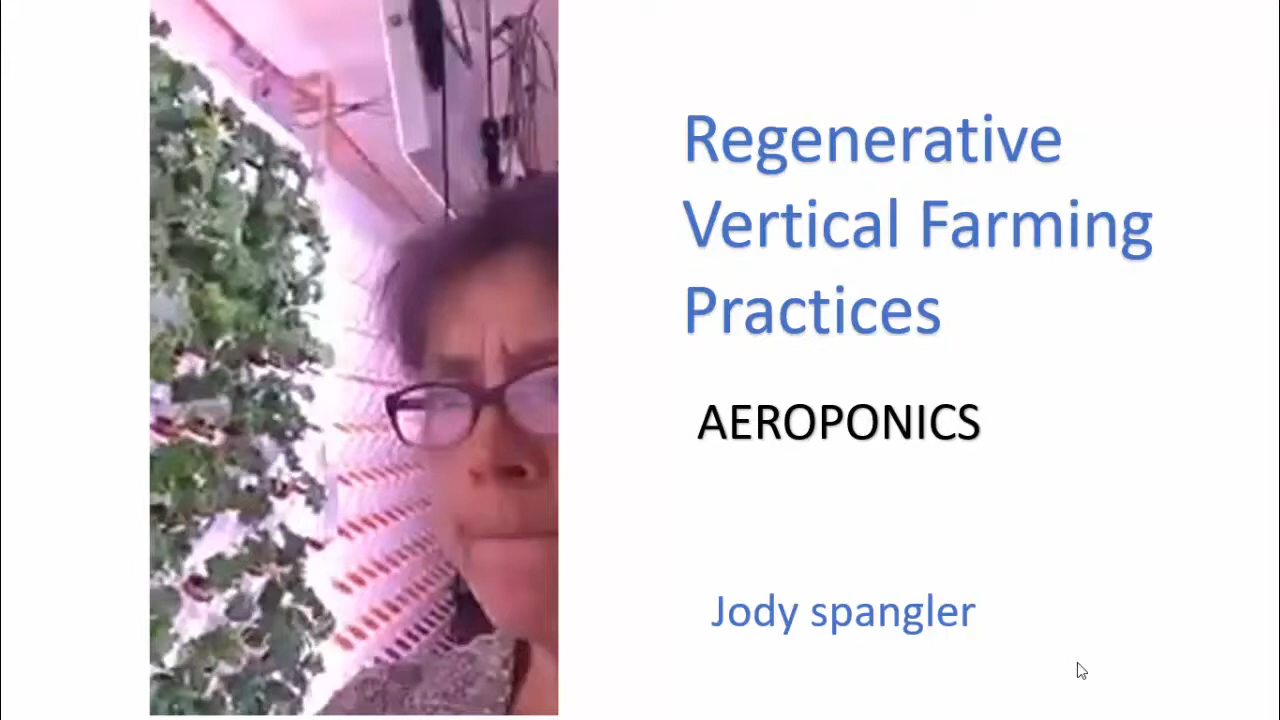 Regenerative
Vertical Farming
Practices
AEROPONICS
Jody spangler